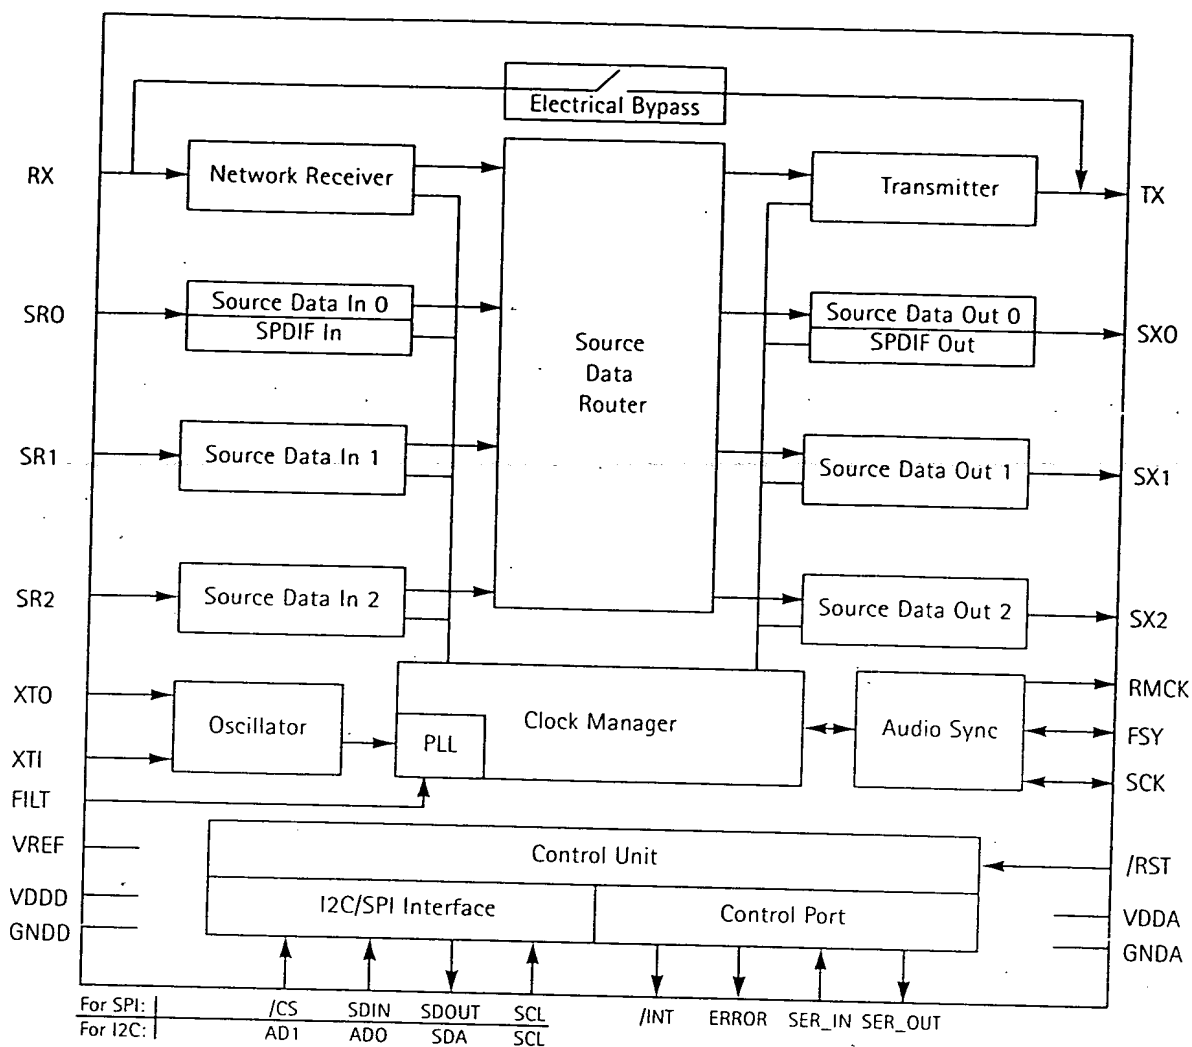 Electrical Bypass
RX
Network Receiver
Transmitter
TX
SR0
Source Data In 0
SPDIF In
Source
Data
Router
Source Data Out 0
SPDIF Out
SX0
SR1
Source Data In 1
Source Data Out 1
SX1
SR2
Source Data In 2
Source Data Out 2
SX2
XTO
XTI
Oscillator
PLL
Clock Manager
Audio Sync
RMCK
FSY
SCK
FILT
VREF
VDDD
GNDD
Control Unit
I2C/SPI Interface
Control Port
/RST
VDDA
GNDA
For SPI: /CS SDIN SDOUT SCL
For I2C: AD1 AD0 SDA SCL
/INT ERROR SER_IN SER_OUT